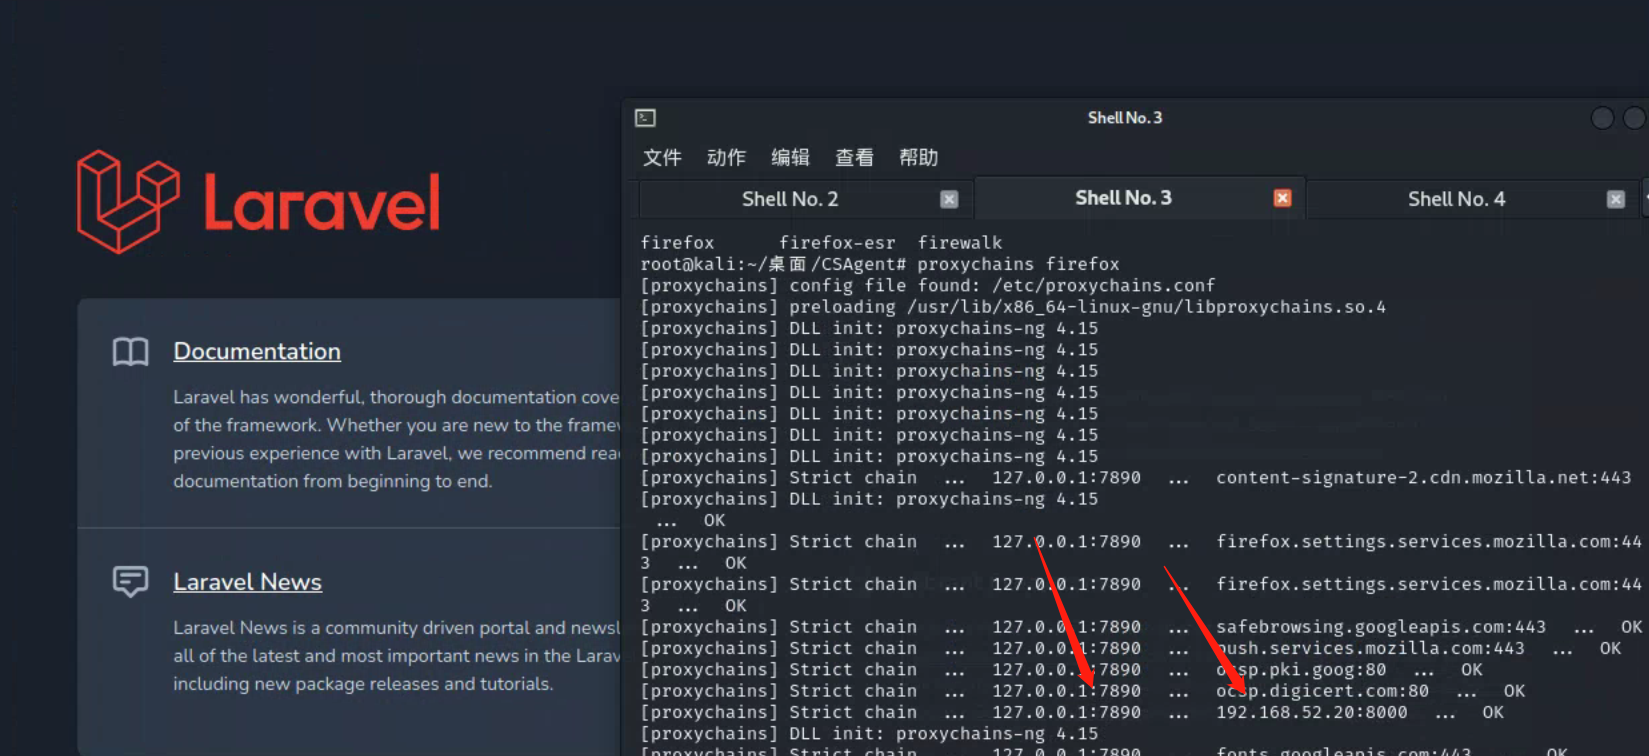 Laravel
Documentation
Laravel has wonderful, thorough documentation cove
of the framework. Whether you are new to the frame
previous experience with Laravel, we recommend rea
documentation from beginning to end.
Laravel News
Laravel News is a community driven portal and newsl
all of the latest and most important news in the Larav
including new package releases and tutorials.
Shell No. 3
文件 动作 编辑 查看 帮助
Shell No. 2 Shell No. 3 Shell No. 4
firefox firefox-esr firewalk
root@kali:~/桌面/CSAgent# proxychains firefox
[proxychains] config file found: /etc/proxychains.conf
[proxychains] preloading /usr/lib/x86_64-linux-gnu/libproxychains.so.4
[proxychains] DLL init: proxychains-ng 4.15
[proxychains] DLL init: proxychains-ng 4.15
[proxychains] DLL init: proxychains-ng 4.15
[proxychains] DLL init: proxychains-ng 4.15
[proxychains] DLL init: proxychains-ng 4.15
[proxychains] DLL init: proxychains-ng 4.15
[proxychains] DLL init: proxychains-ng 4.15
[proxychains] Strict chain ... 127.0.0.1:7890 ... content-signature-2.cdn.mozilla.net:443
[proxychains] DLL init: proxychains-ng 4.15
... OK
[proxychains] Strict chain ... 127.0.0.1:7890 ... firefox.settings.services.mozilla.com:44
3 ... OK
[proxychains] Strict chain ... 127.0.0.1:7890 ... firefox.settings.services.mozilla.com:44
3 ... OK
[proxychains] Strict chain ... 127.0.0.1:7890 ... safebrowsing.googleapis.com:443 ... OK
[proxychains] Strict chain ... 127.0.0.1:7890 ... push.services.mozilla.com:443 ... OK
[proxychains] Strict chain ... 127.0.0.1:7890 ... ocsp.pki.goog:80 ... OK
[proxychains] Strict chain ... 127.0.0.1:7890 ... ocsp.digicert.com:80 ... OK
[proxychains] Strict chain ... 127.0.0.1:7890 ... 192.168.52.20:8000 ... OK
[proxychains] DLL init: proxychains-ng 4.15
[proxychains] Strict chain ... 127.0.0.1:7890 ... fonts.googleapis.com:443 ... OK